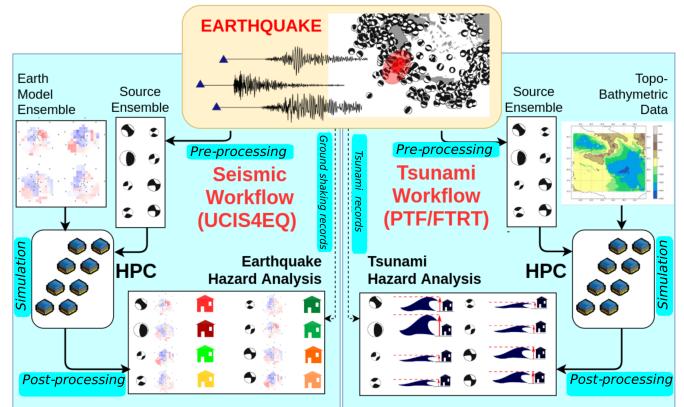 EARTHQUAKE
Earth
Model
Ensemble
Source
Ensemble
Pre-processing
Seismic
Workflow
(UCIS4EQ)
Ground shaking records
Simulation
HPC
Earthquake
Hazard Analysis
Post-processing
Source
Ensemble
Topo-
Bathymetric
Data
Pre-processing
Tsunami
Workflow
(PTF/FTRT)
Tsunami records
Simulation
HPC
Tsunami
Hazard Analysis
Post-processing